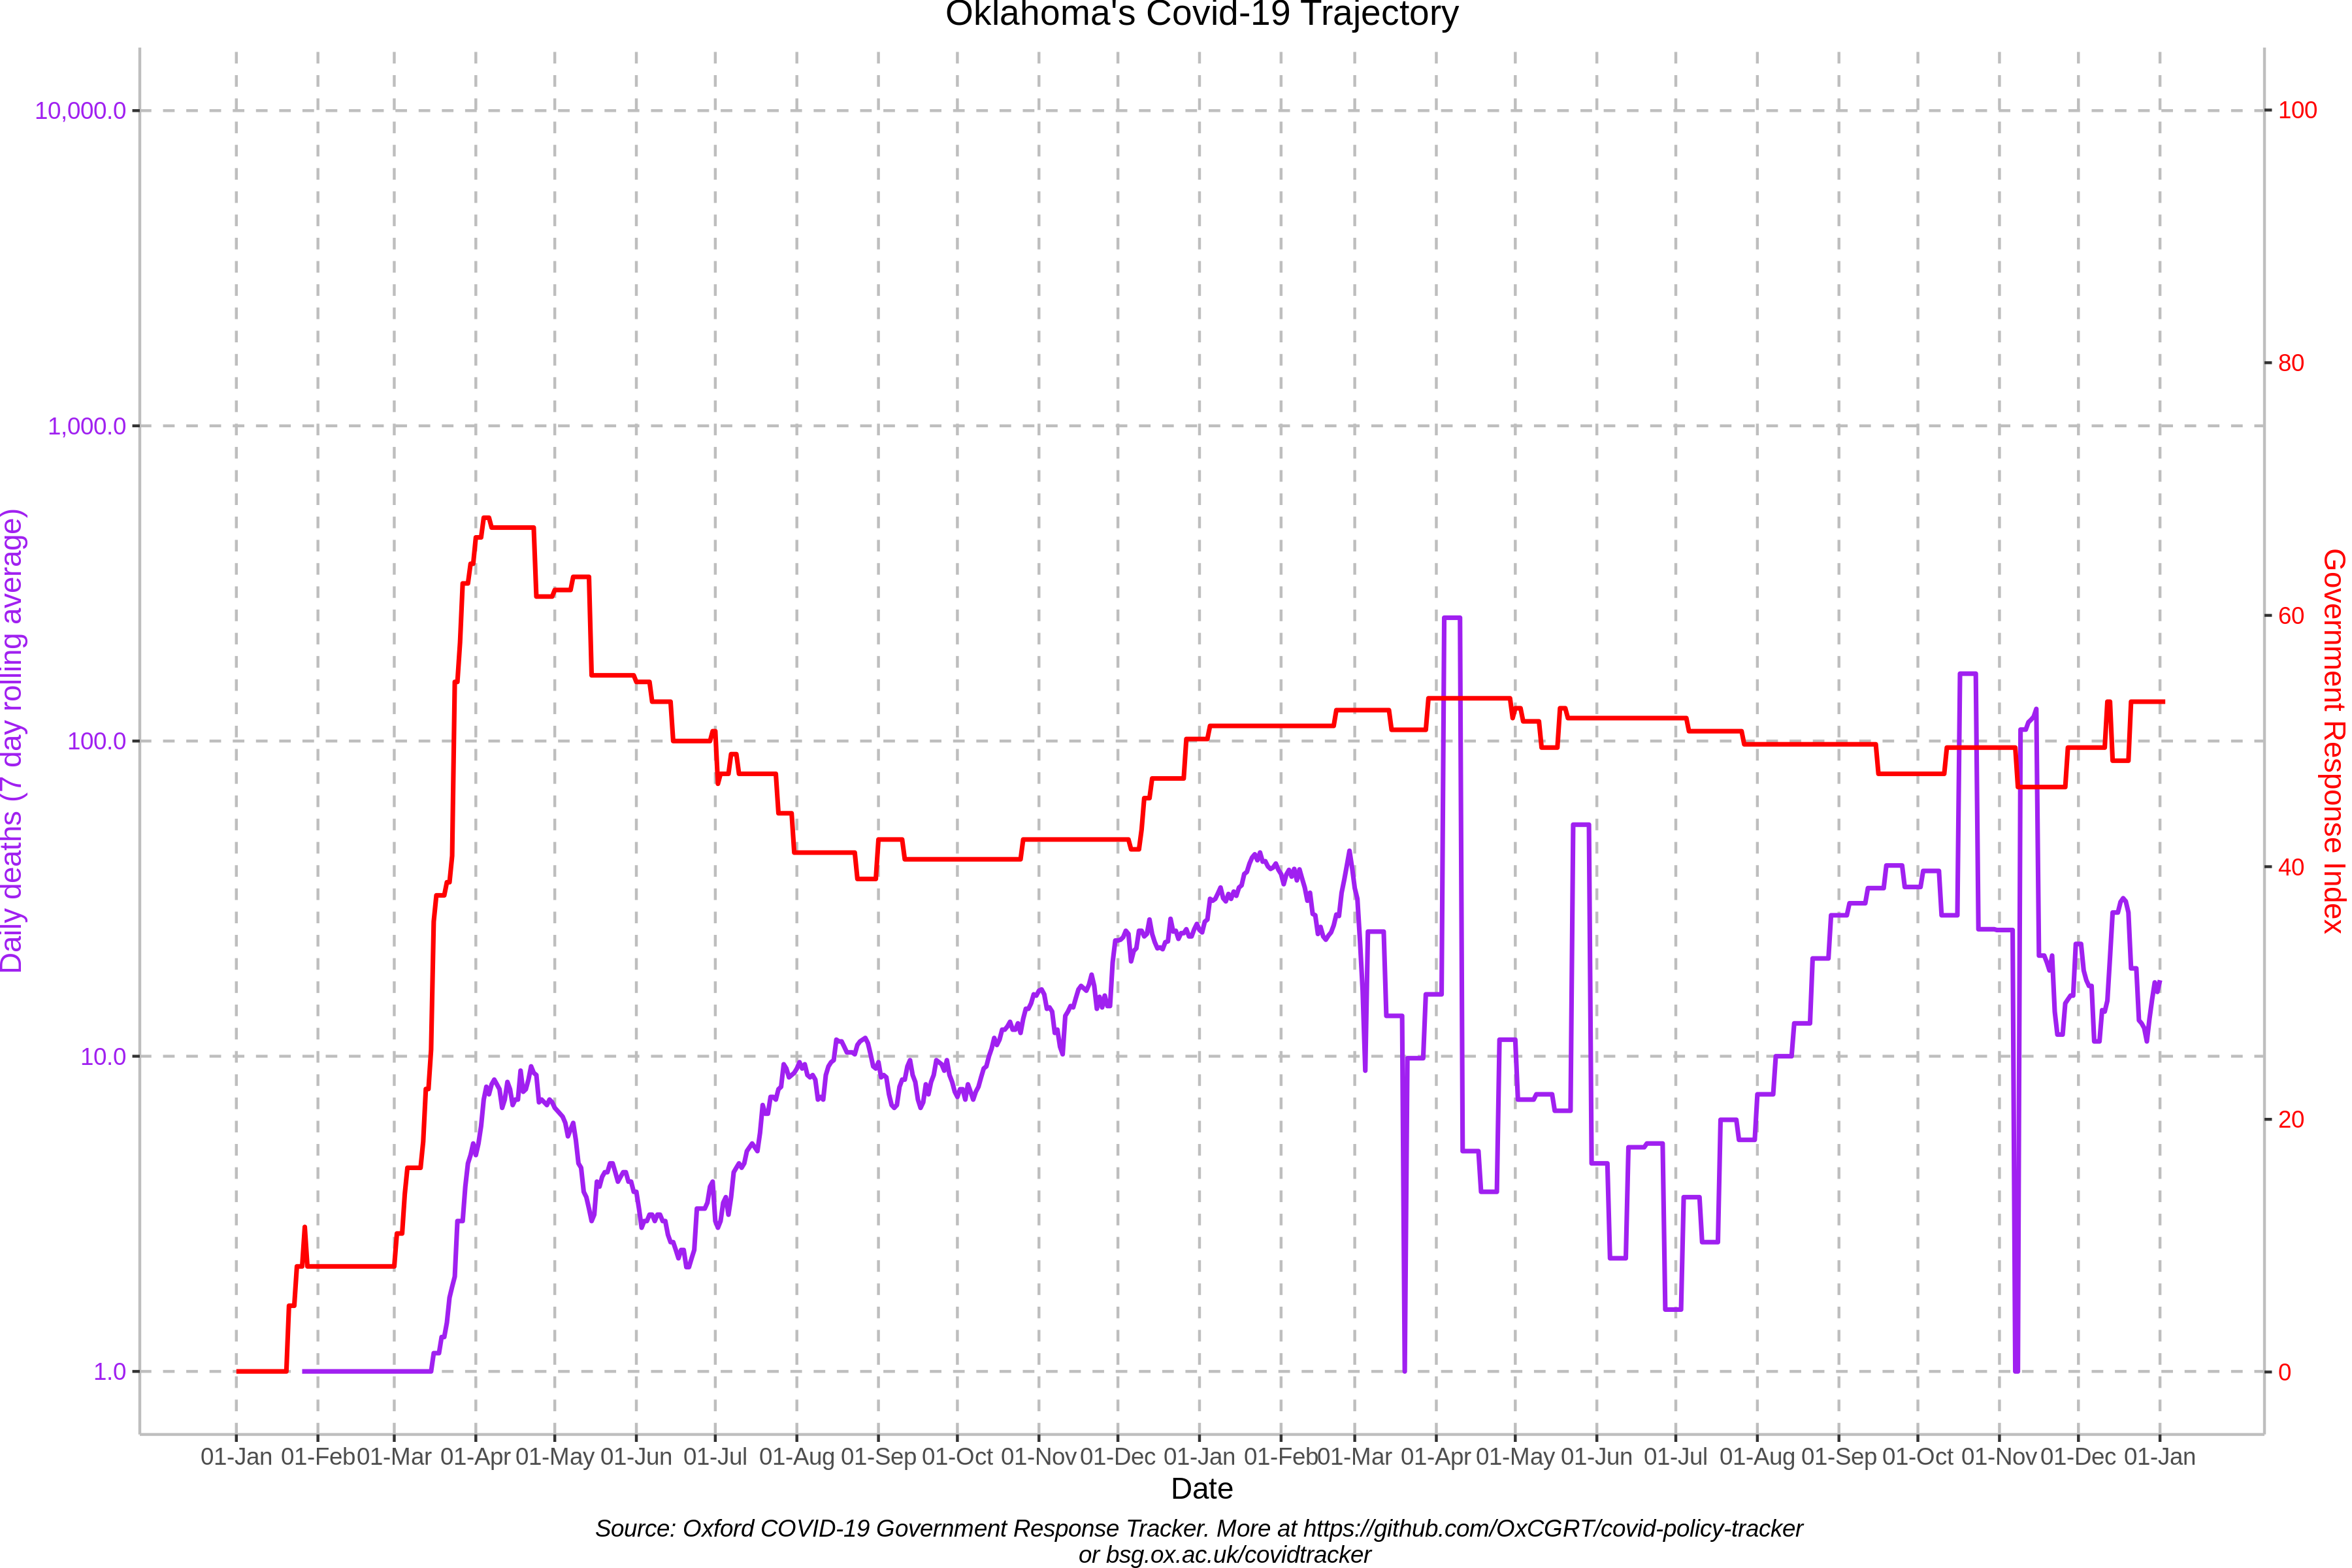 Oklahoma's Covid-19 Trajectory
10,000.0
1,000.0
100.0
10.0
1.0
Daily deaths (7 day rolling average)
100
80
60
40
20
0
Government Response Index
01-Jan 01-Feb 01-Mar 01-Apr 01-May 01-Jun 01-Jul 01-Aug 01-Sep 01-Oct 01-Nov 01-Dec 01-Jan 01-Feb 01-Mar 01-Apr 01-May 01-Jun 01-Jul 01-Aug 01-Sep 01-Oct 01-Nov 01-Dec 01-Jan
Date
Source: Oxford COVID-19 Government Response Tracker. More at https://github.com/OxCGRT/covid-policy-tracker
or bsg.ox.ac.uk/covidtracker